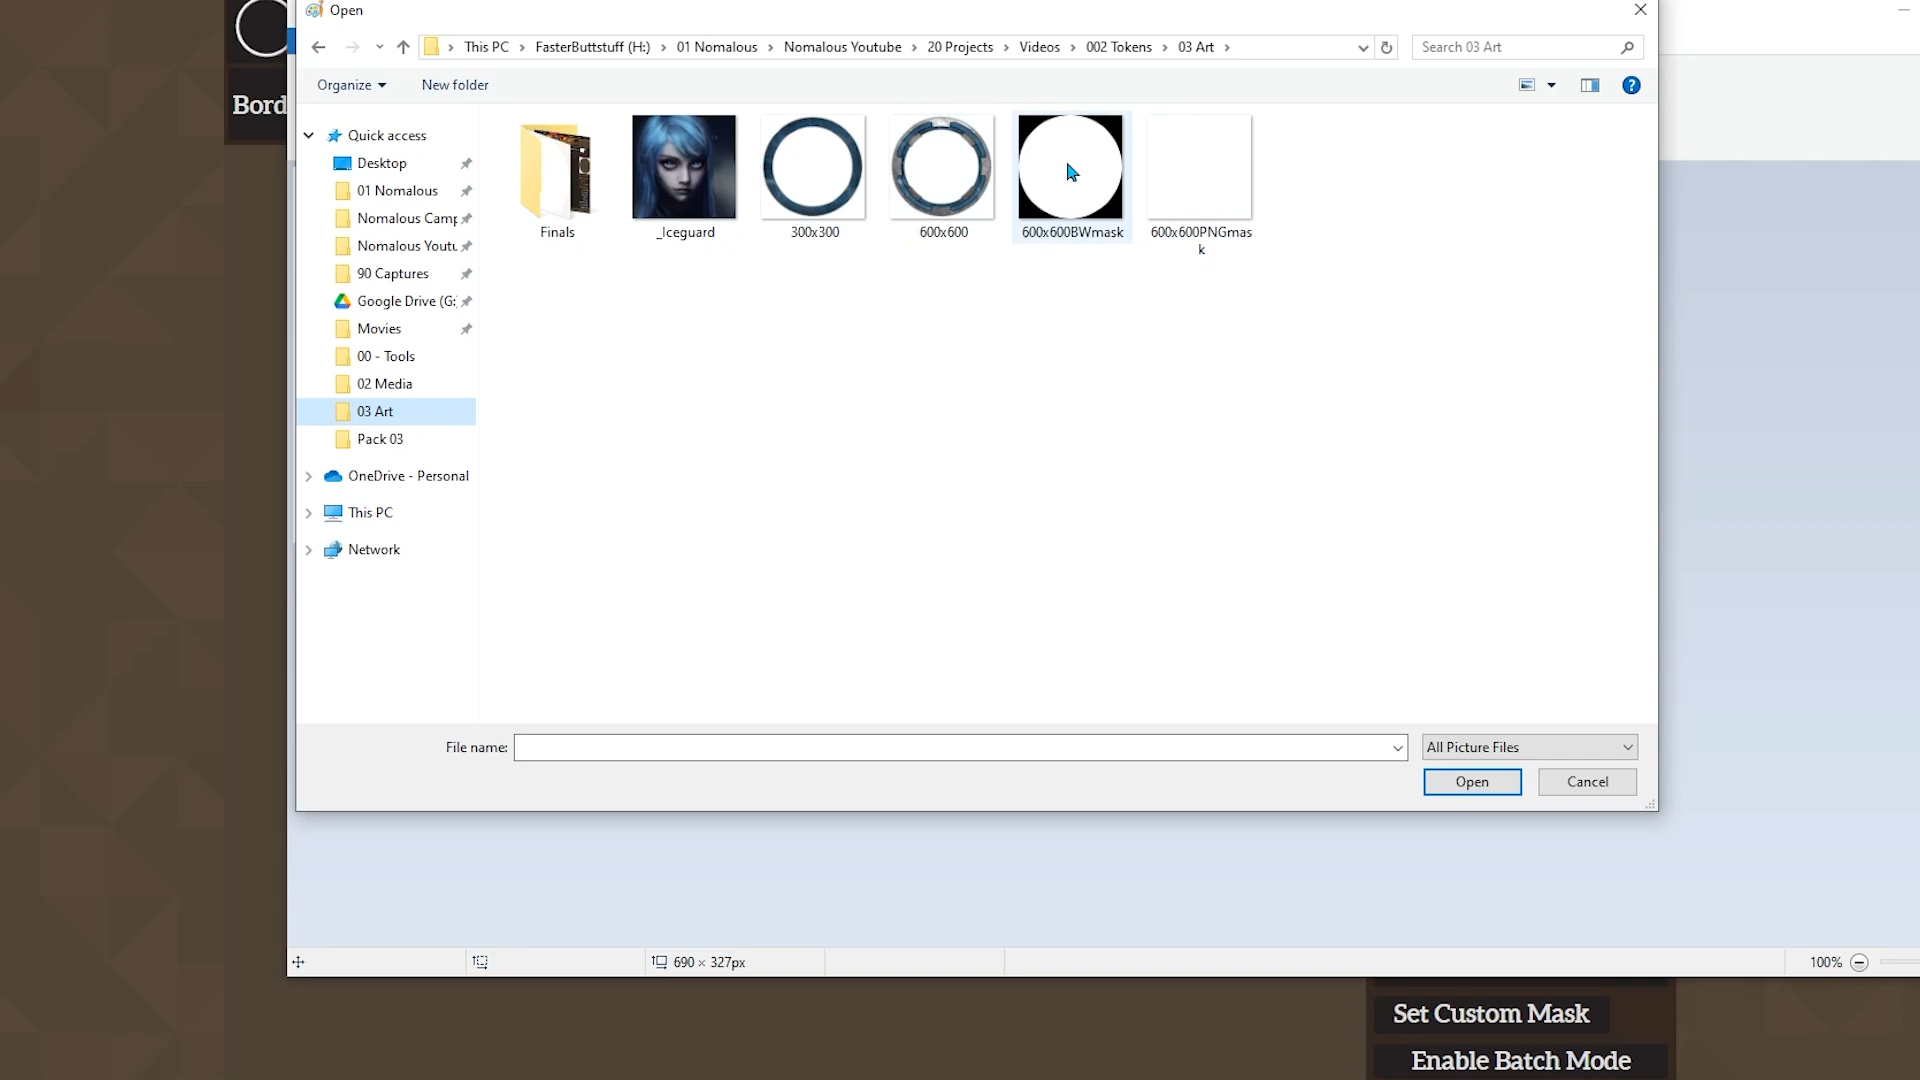 Open
This PC > FasterButtstuff (H:) > 01 Nomalous > Nomalous Youtube > 20 Projects > Videos > 002 Tokens > 03 Art >
Search 03 Art
Organize
New folder
Bord
Quick access
Desktop
01 Nomalous
Nomalous Camp
Nomalous Youtu
90 Captures
Google Drive (G:
Movies
00 - Tools
02 Media
03 Art
Pack 03
OneDrive - Personal
This PC
Network
Finals
_Iceguard
300x300
600x600
600x600BWmask
600x600PNGmas
k
File name:
All Picture Files
Open
Cancel
690 × 327px
100%
Set Custom Mask
Enable Batch Mode